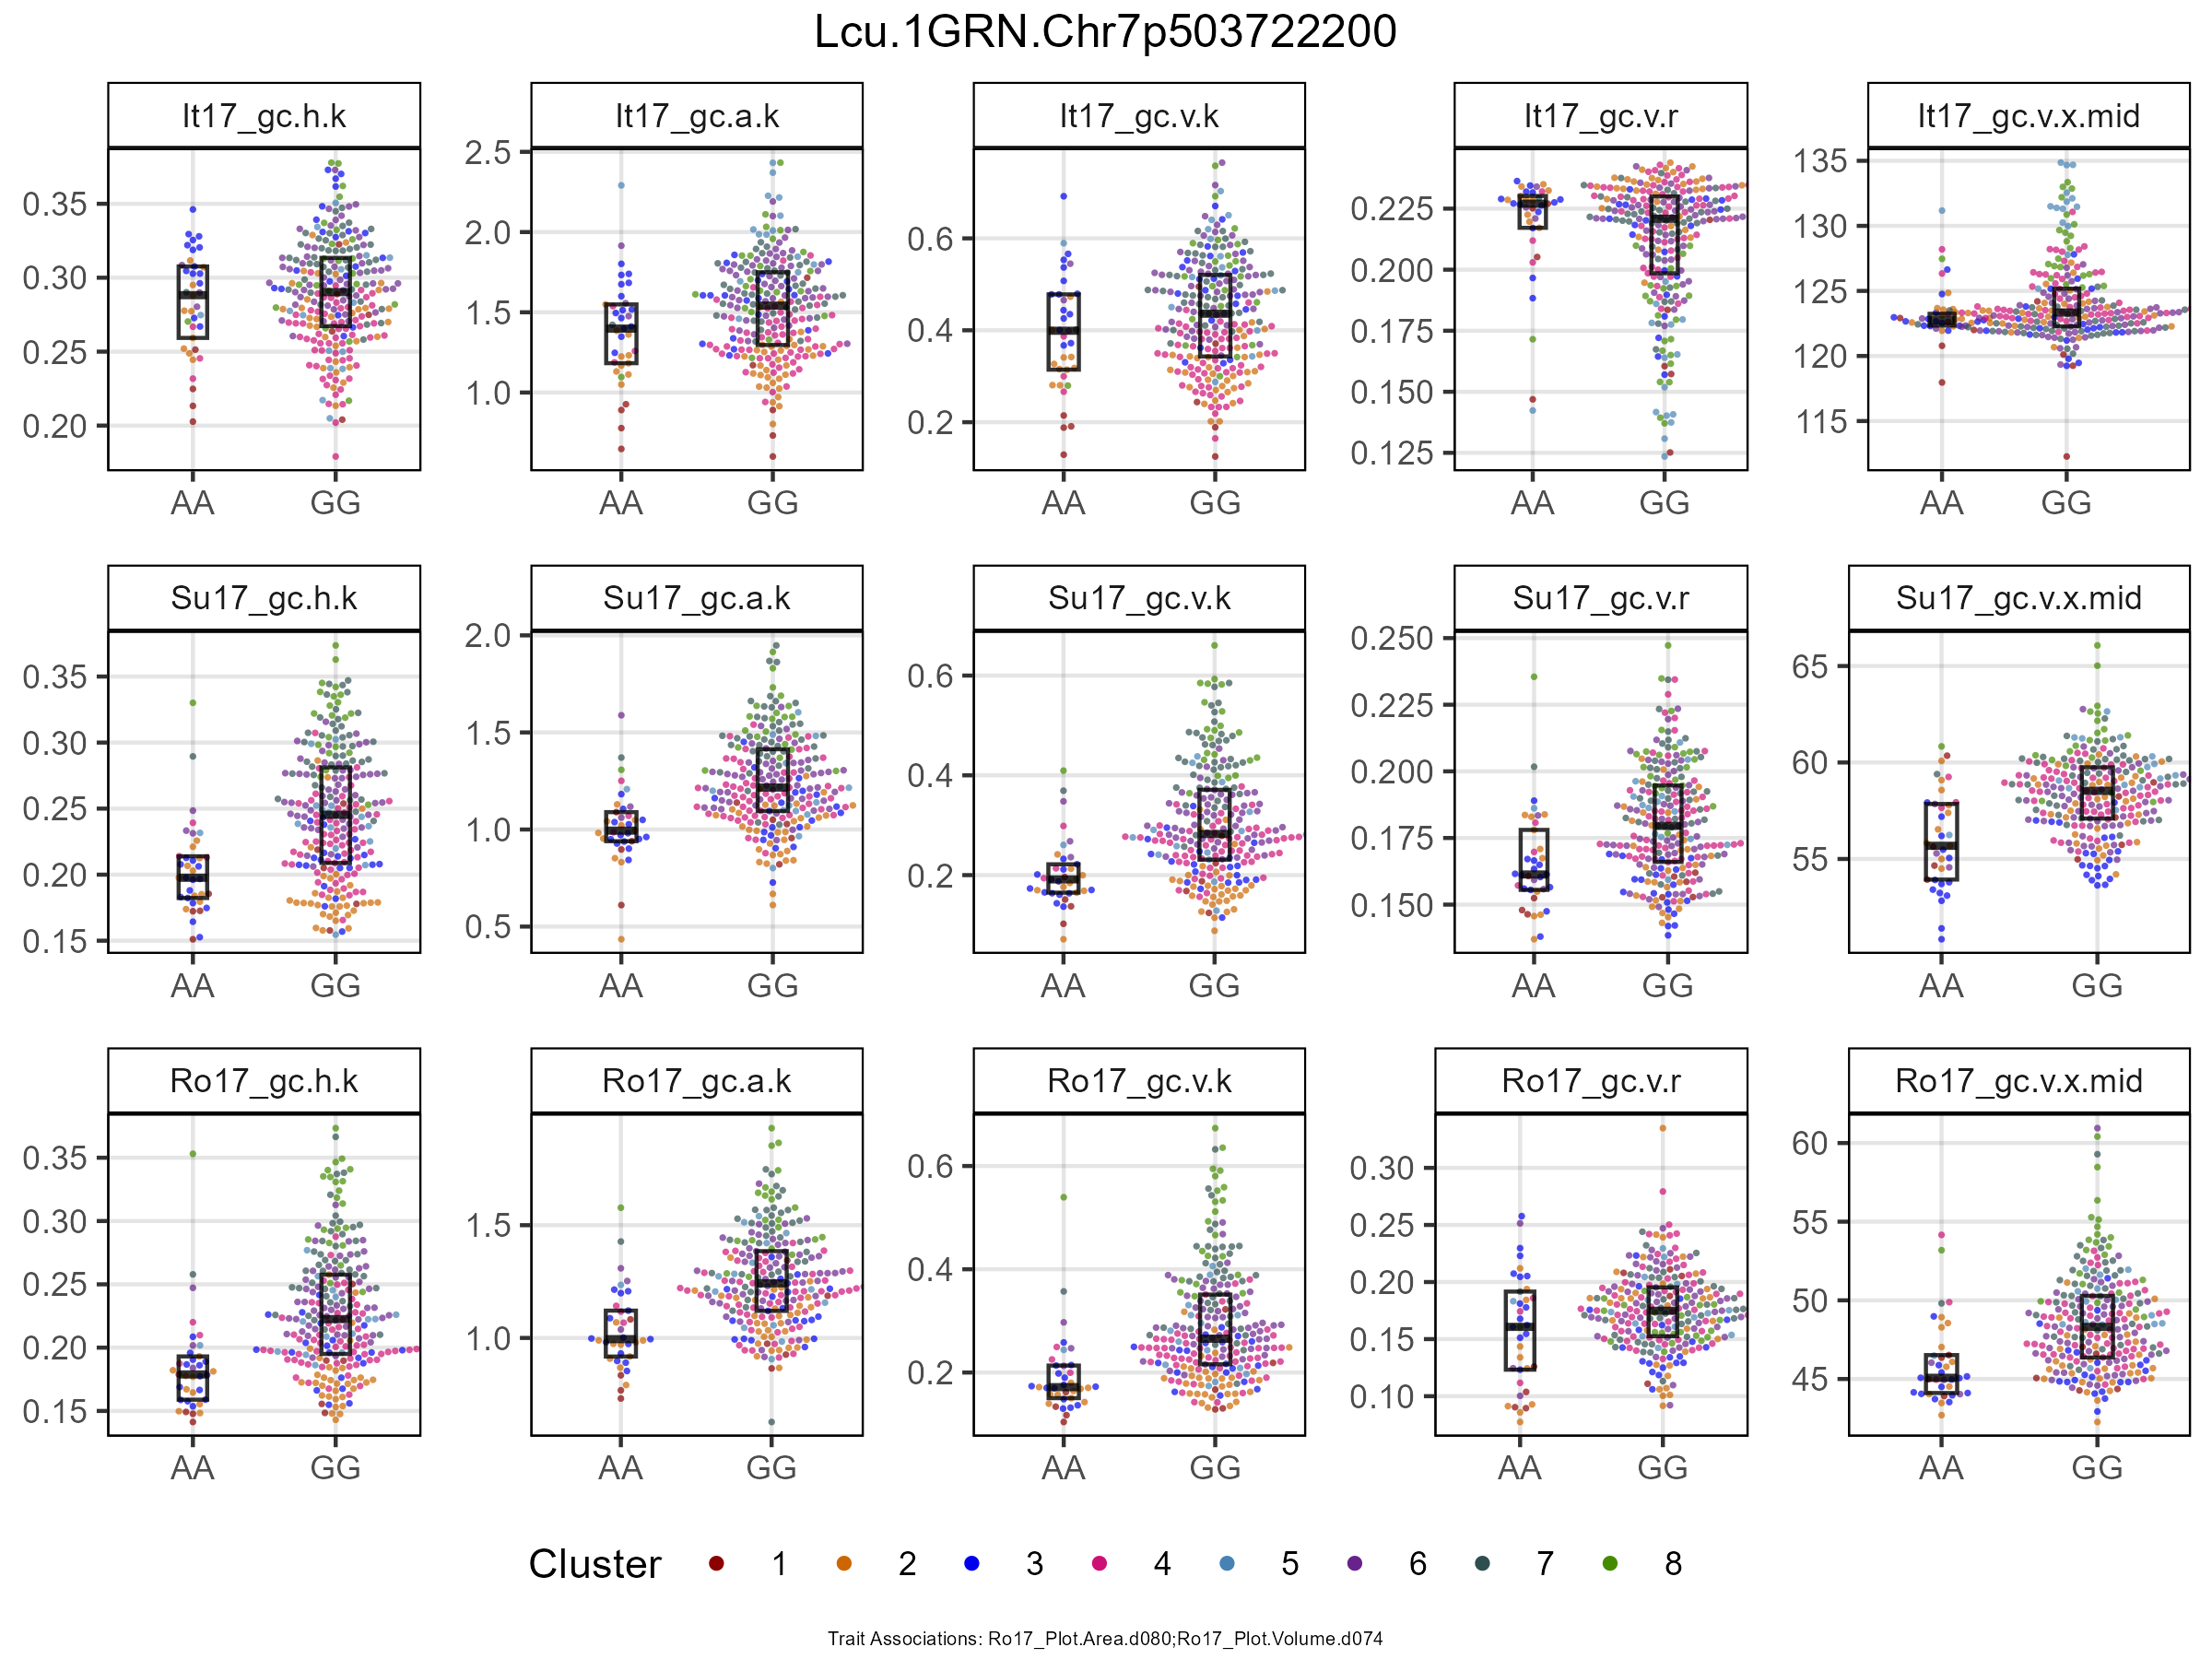 Lcu.1GRN.Chr7p503722200
It17_gc.h.k It17_gc.a.k It17_gc.v.k It17_gc.v.r It17_gc.v.x.mid
0.35 0.30 0.25 0.20
2.5 2.0 1.5 1.0
0.6 0.4 0.2
0.225 0.200 0.175 0.150 0.125
135 130 125 120 115
AA GG AA GG AA GG AA GG AA GG
Su17_gc.h.k Su17_gc.a.k Su17_gc.v.k Su17_gc.v.r Su17_gc.v.x.mid
0.35 0.30 0.25 0.20 0.15
2.0 1.5 1.0 0.5
0.6 0.4 0.2
0.250 0.225 0.200 0.175 0.150
65 60 55
AA GG AA GG AA GG AA GG AA GG
Ro17_gc.h.k Ro17_gc.a.k Ro17_gc.v.k Ro17_gc.v.r Ro17_gc.v.x.mid
0.35 0.30 0.25 0.20 0.15
1.5 1.0
0.6 0.4 0.2
0.30 0.25 0.20 0.15 0.10
60 55 50 45
AA GG AA GG AA GG AA GG AA GG
Cluster 1 2 3 4 5 6 7 8
Trait Associations: Ro17_Plot.Area.d080;Ro17_Plot.Volume.d074